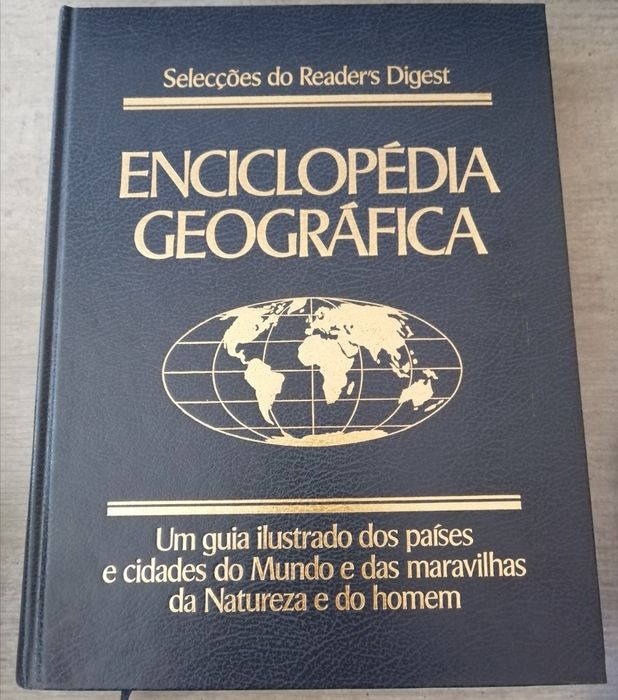 Selecções do Reader's Digest
ENCICLOPÉDIA
GEOGRÁFICA
Um guia ilustrado dos países
e cidades do Mundo e das maravilhas
da Natureza e do homem